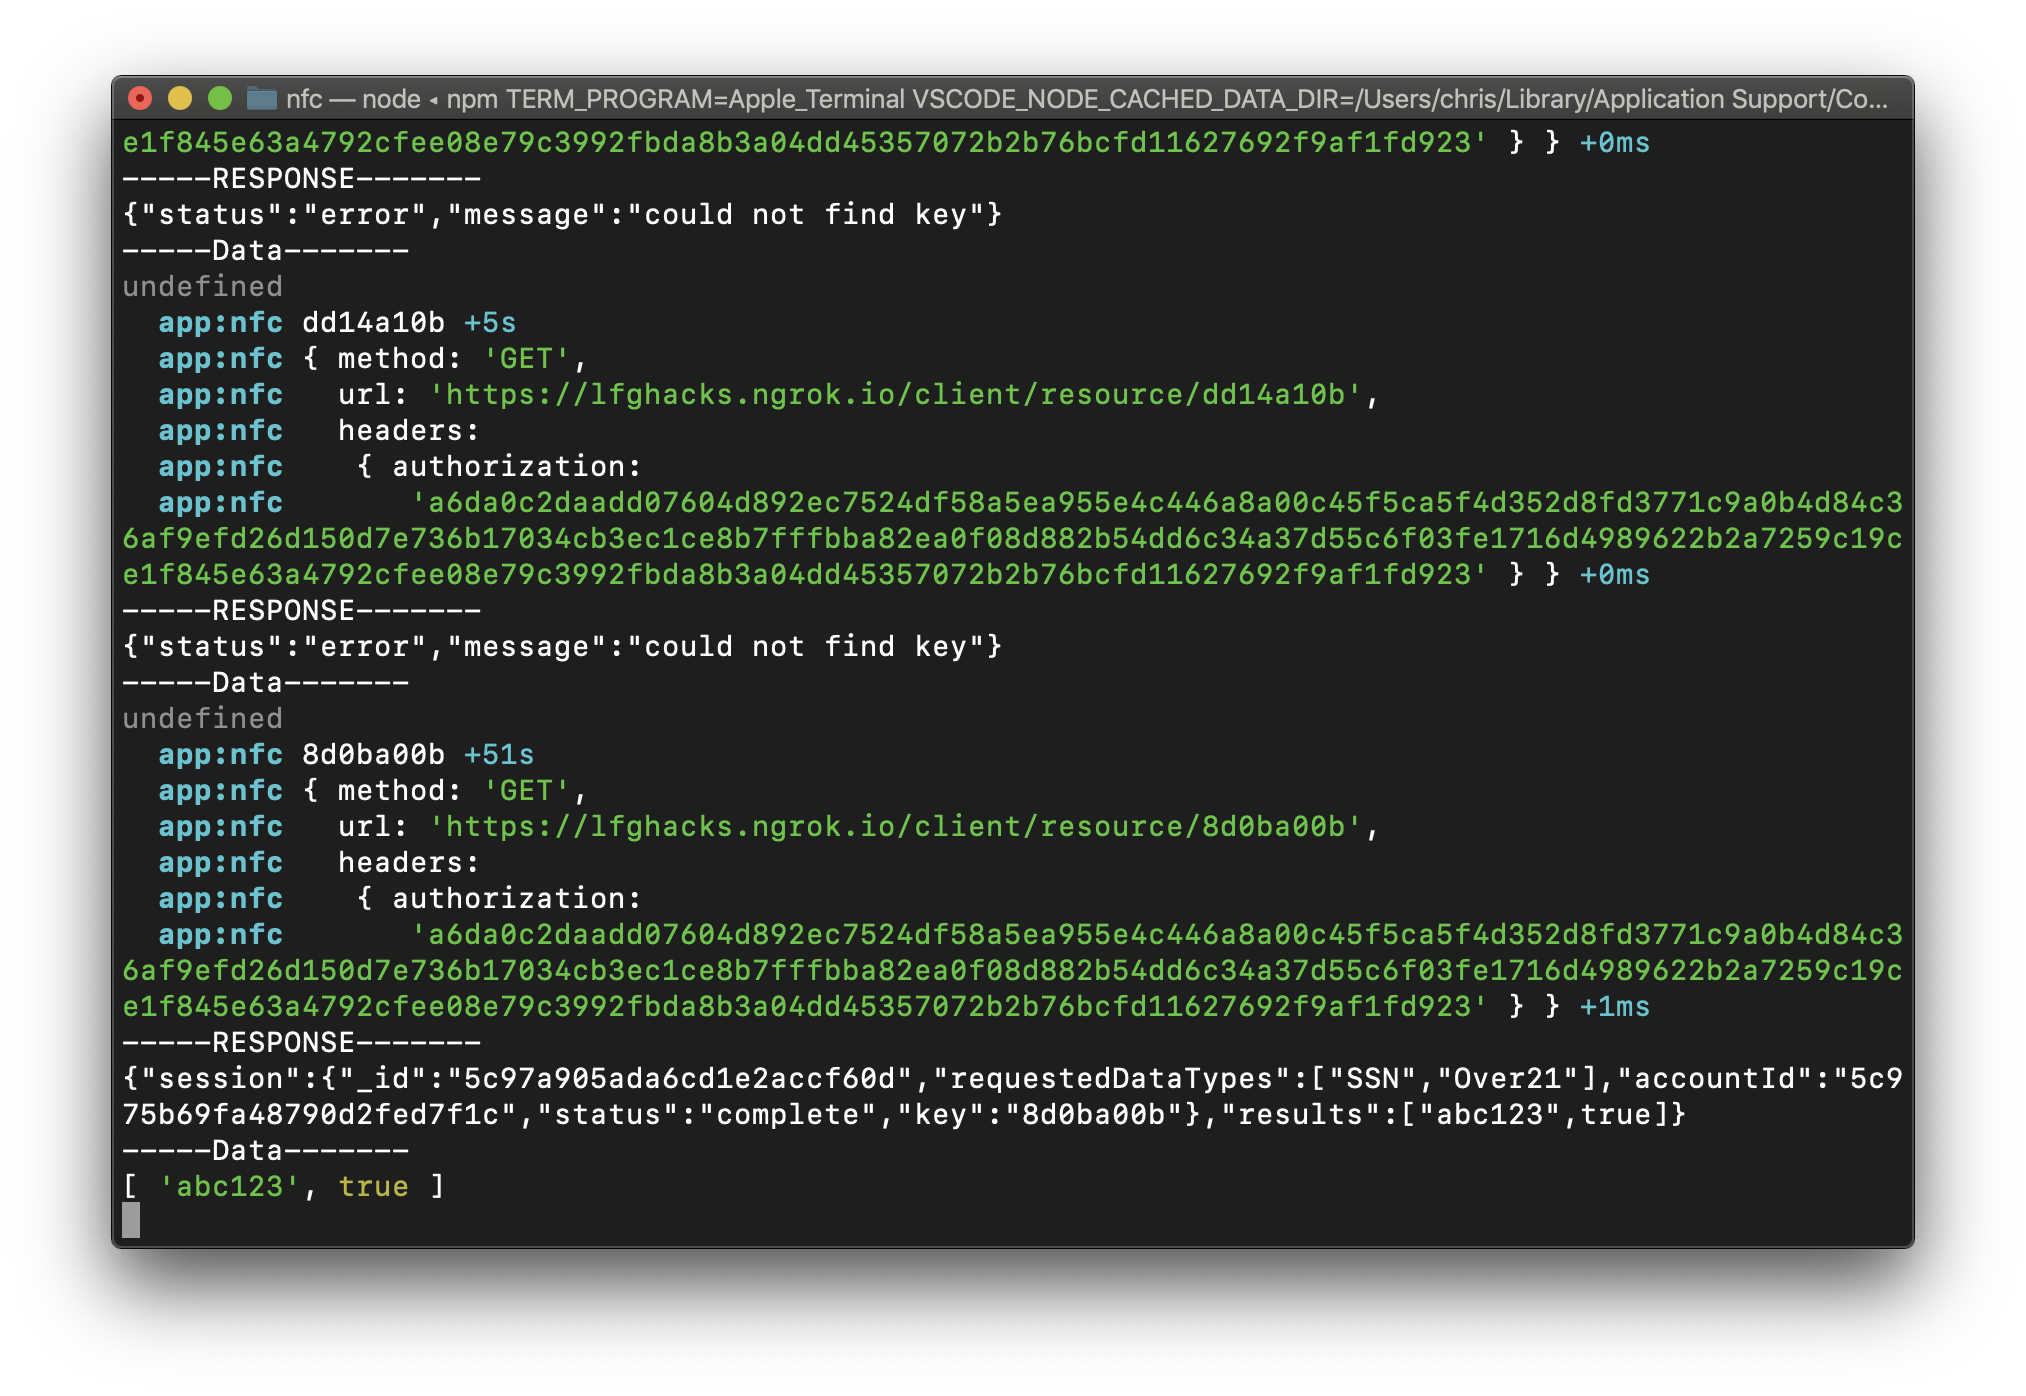 nfc — node ◂ npm TERM_PROGRAM=Apple_Terminal VSCODE_NODE_CACHED_DATA_DIR=/Users/chris/Library/Application Support/Co...
e1f845e63a4792cfee08e79c3992fbda8b3a04dd45357072b2b76bcfd11627692f9af1fd923' } } +0ms
-----RESPONSE-------
{"status":"error","message":"could not find key"}
-----Data-------
undefined
  app:nfc dd14a10b +5s
  app:nfc { method: 'GET',
  app:nfc   url: 'https://lfghacks.ngrok.io/client/resource/dd14a10b',
  app:nfc   headers:
  app:nfc    { authorization:
  app:nfc       'a6da0c2daadd07604d892ec7524df58a5ea955e4c446a8a00c45f5ca5f4d352d8fd3771c9a0b4d84c3
6af9efd26d150d7e736b17034cb3ec1ce8b7fffbba82ea0f08d882b54dd6c34a37d55c6f03fe1716d4989622b2a7259c19c
e1f845e63a4792cfee08e79c3992fbda8b3a04dd45357072b2b76bcfd11627692f9af1fd923' } } +0ms
-----RESPONSE-------
{"status":"error","message":"could not find key"}
-----Data-------
undefined
  app:nfc 8d0ba00b +51s
  app:nfc { method: 'GET',
  app:nfc   url: 'https://lfghacks.ngrok.io/client/resource/8d0ba00b',
  app:nfc   headers:
  app:nfc    { authorization:
  app:nfc       'a6da0c2daadd07604d892ec7524df58a5ea955e4c446a8a00c45f5ca5f4d352d8fd3771c9a0b4d84c3
6af9efd26d150d7e736b17034cb3ec1ce8b7fffbba82ea0f08d882b54dd6c34a37d55c6f03fe1716d4989622b2a7259c19c
e1f845e63a4792cfee08e79c3992fbda8b3a04dd45357072b2b76bcfd11627692f9af1fd923' } } +1ms
-----RESPONSE-------
{"session":{"_id":"5c97a905ada6cd1e2accf60d","requestedDataTypes":["SSN","Over21"],"accountId":"5c9
75b69fa48790d2fed7f1c","status":"complete","key":"8d0ba00b"},"results":["abc123",true]}
-----Data-------
[ 'abc123', true ]